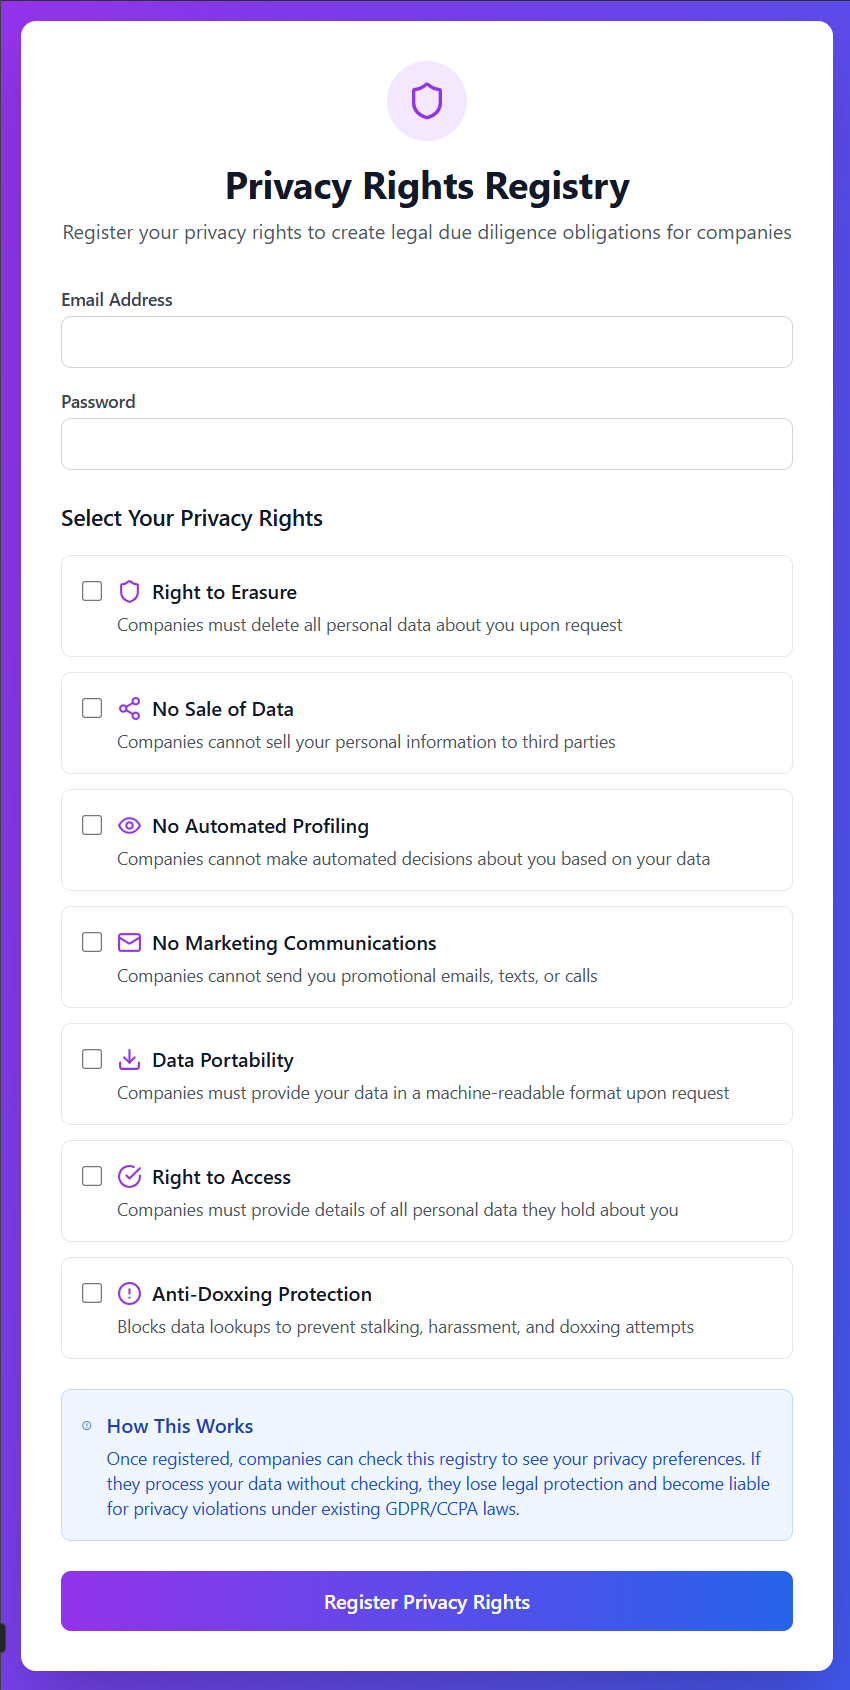 Privacy Rights Registry
Register your privacy rights to create legal due diligence obligations for companies
Email Address
Password
Select Your Privacy Rights
Right to Erasure
Companies must delete all personal data about you upon request
No Sale of Data
Companies cannot sell your personal information to third parties
No Automated Profiling
Companies cannot make automated decisions about you based on your data
No Marketing Communications
Companies cannot send you promotional emails, texts, or calls
Data Portability
Companies must provide your data in a machine-readable format upon request
Right to Access
Companies must provide details of all personal data they hold about you
Anti-Doxxing Protection
Blocks data lookups to prevent stalking, harassment, and doxxing attempts
How This Works
Once registered, companies can check this registry to see your privacy preferences. If
they process your data without checking, they lose legal protection and become liable
for privacy violations under existing GDPR/CCPA laws.
Register Privacy Rights